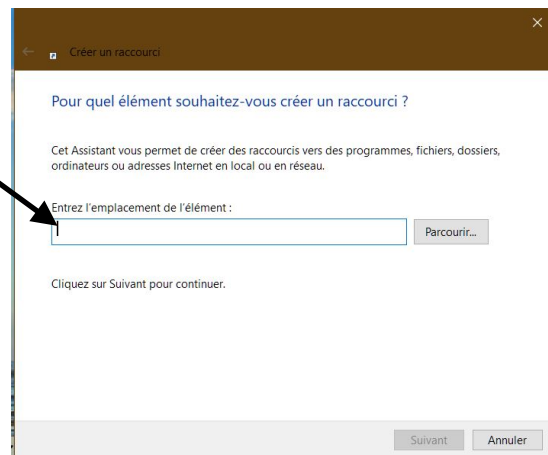 Créer un raccourci
Pour quel élément souhaitez-vous créer un raccourci ?
Cet Assistant vous permet de créer des raccourcis vers des programmes, fichiers, dossiers,
ordinateurs ou adresses Internet en local ou en réseau.
Entrez l'emplacement de l'élément :
Parcourir...
Cliquez sur Suivant pour continuer.
Suivant
Annuler